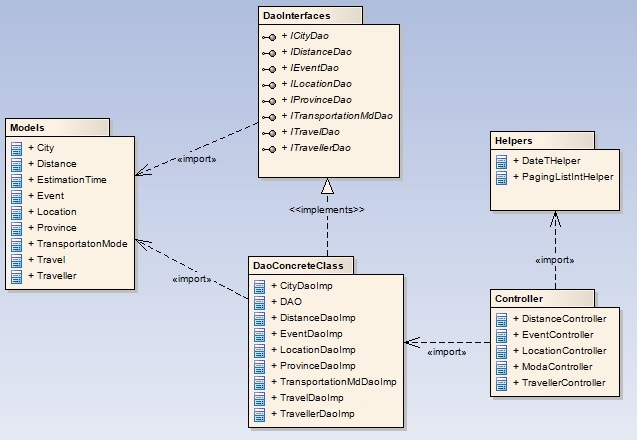 DaoInterfaces
+ ICityDao
+ IDistanceDao
+ IEventDao
+ ILocationDao
+ IProvinceDao
+ ITransportationMdDao
+ ITravelDao
+ ITravellerDao
Models
+ City
+ Distance
+ EstimationTime
+ Event
+ Location
+ Province
+ TransportatonMode
+ Travel
+ Traveller
«import»
Helpers
+ DateTHelper
+ PagingListIntHelper
<<implements>>
«import»
DaoConcreteClass
+ CityDaoImp
+ DAO
+ DistanceDaoImp
+ EventDaoImp
+ LocationDaoImp
+ ProvinceDaoImp
+ TransportationMdDaoImp
+ TravelDaoImp
+ TravellerDaoImp
«import»
«import»
Controller
+ DistanceController
+ EventController
+ LocationController
+ ModaController
+ TravellerController